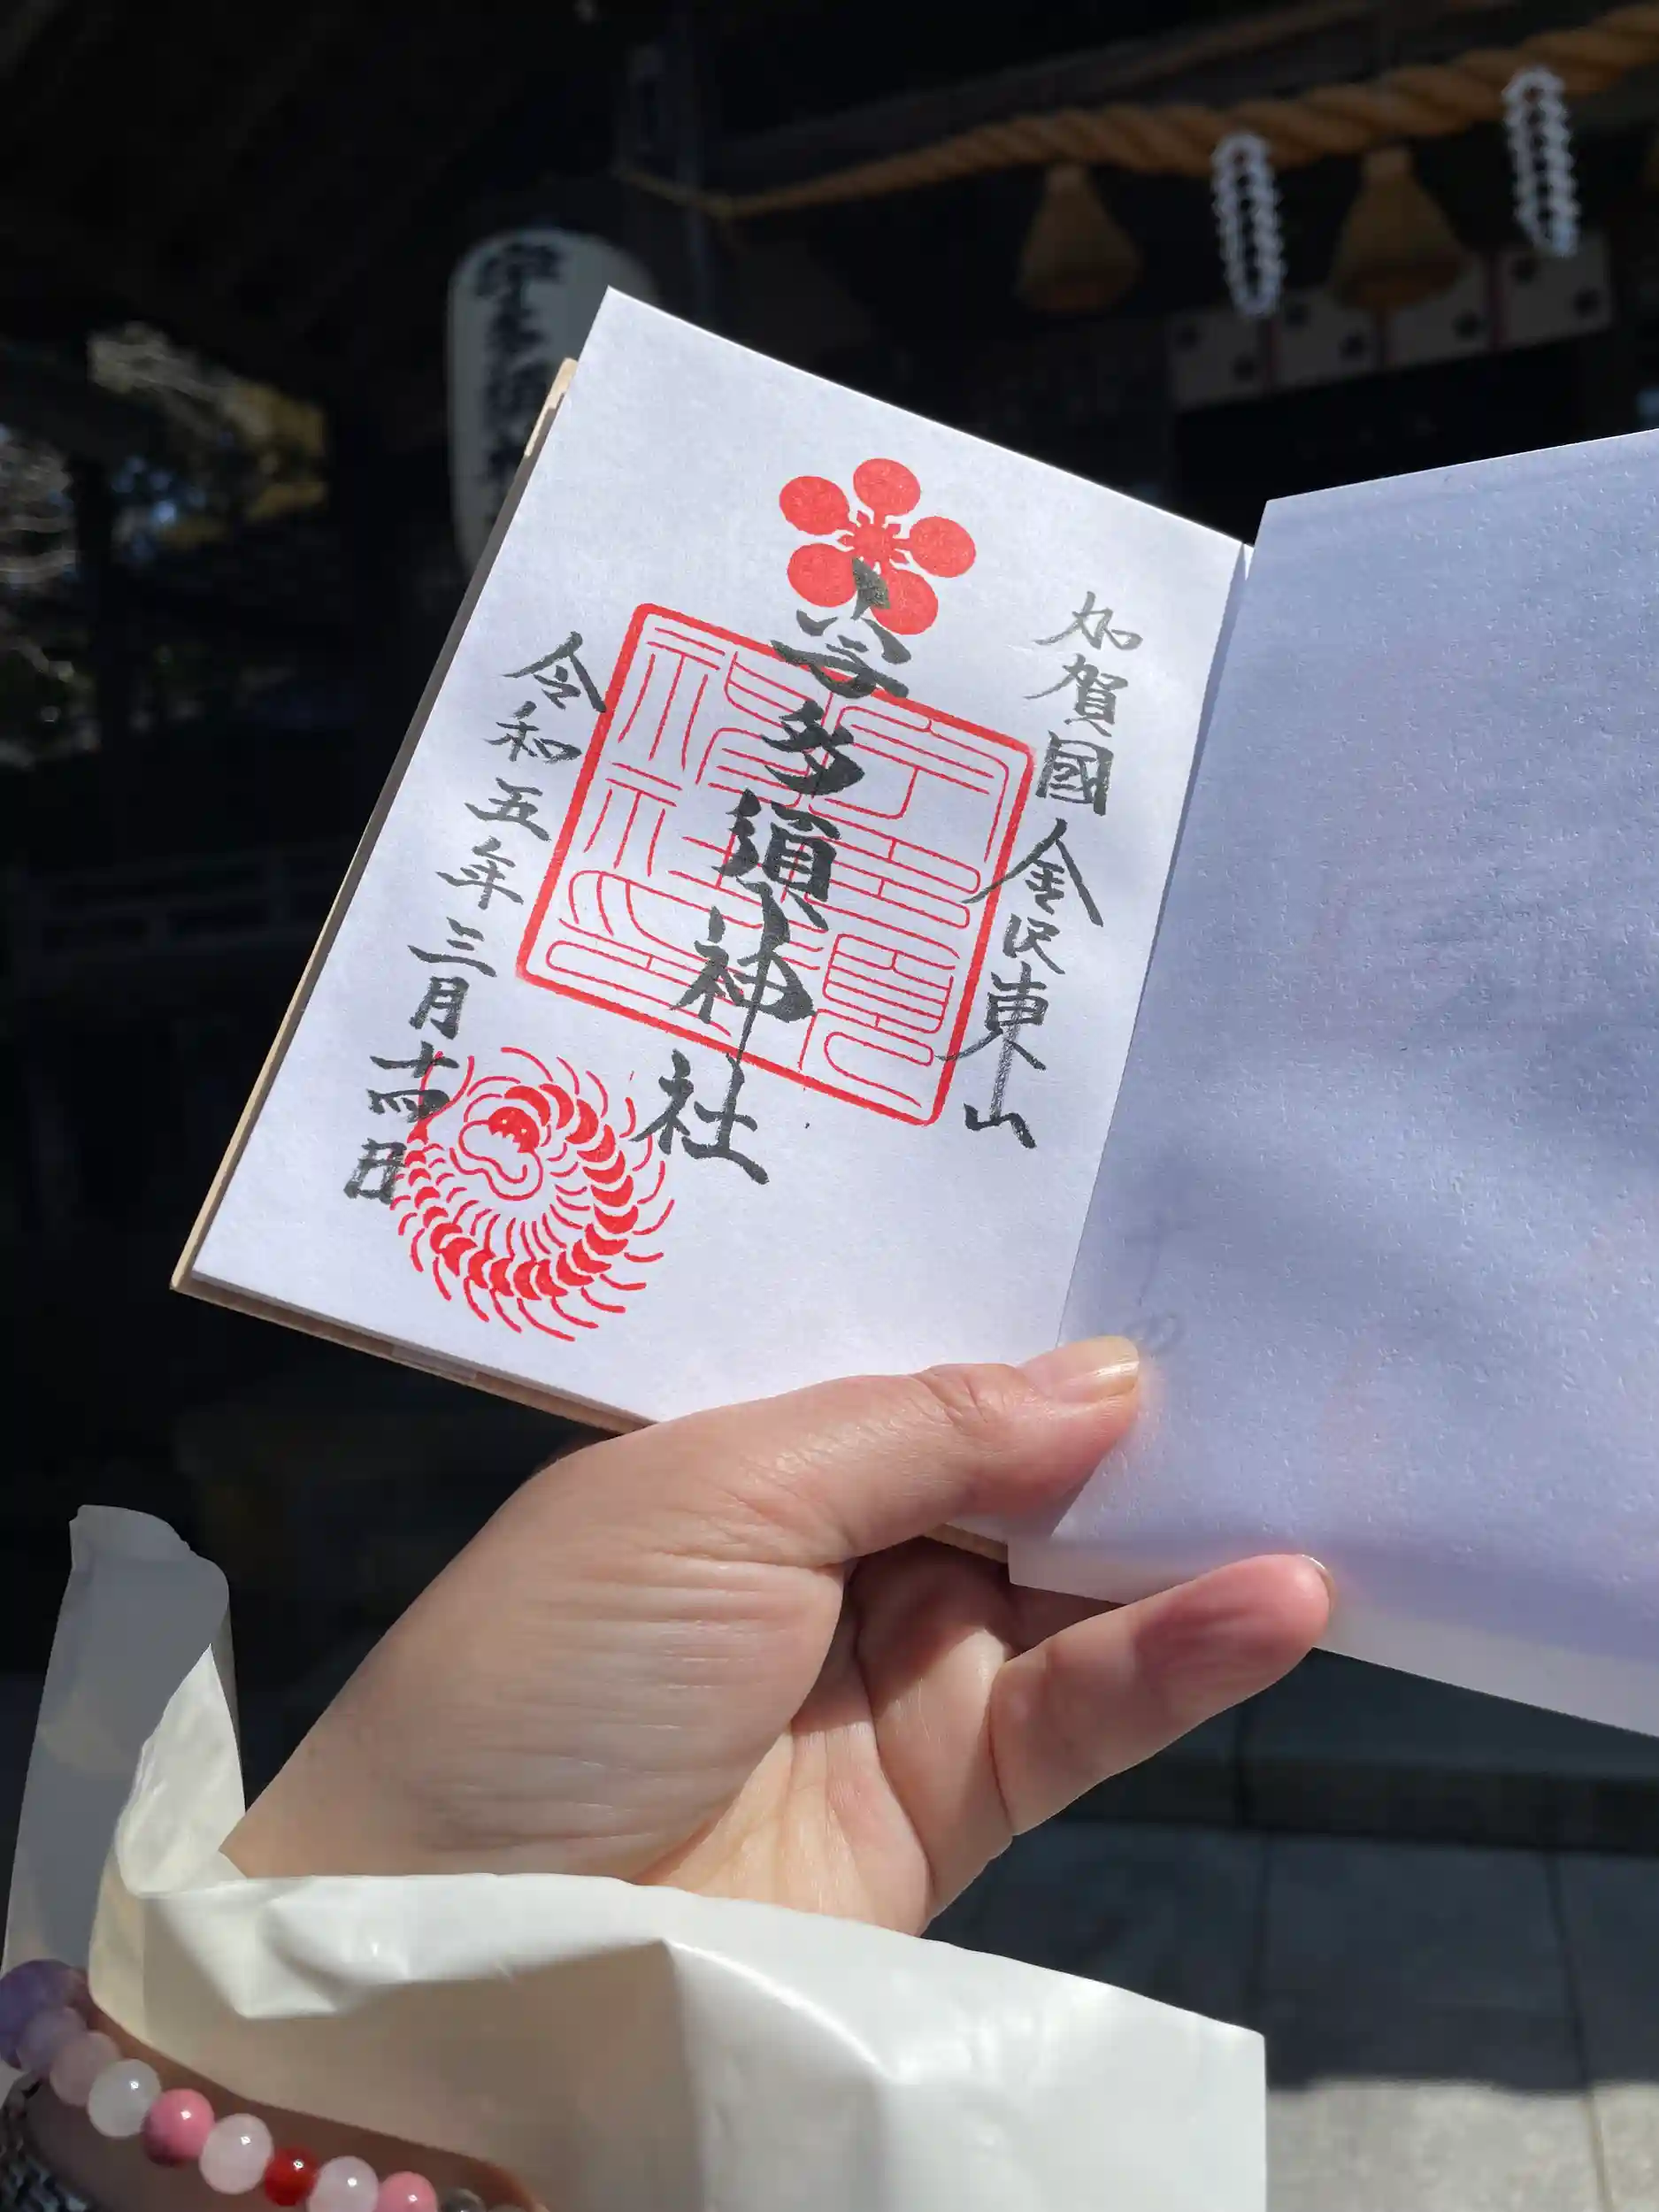 加賀國金沢東山
宇多須神社
令和五年三月十四日